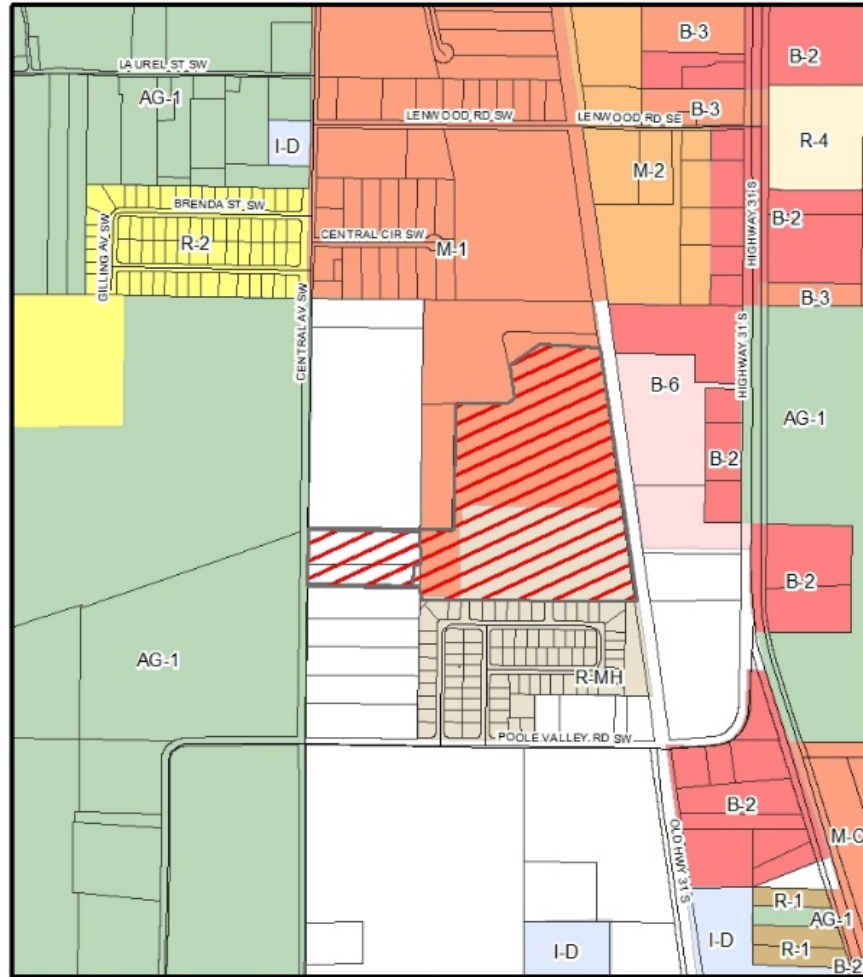 B-3
B-2
LAUREL ST SW
AG-1
B-3
LENWOOD RD SW
LENWOOD RD SE
R-4
I-D
M-2
BRENDA ST SW
B-2
CENTRAL CIR SW
R-2
M-1
GILLING AV SW
HIGHWAY 31 S
B-3
CENTRAL AV SW
HIGHWAY 31 S
B-6
AG-1
B-2
B-2
AG-1
R-MH
POOLE VALLEY RD SW
B-2
M-C
OLD HWY 31 S
R-1
AG-1
I-D
I-D
R-1
B-2